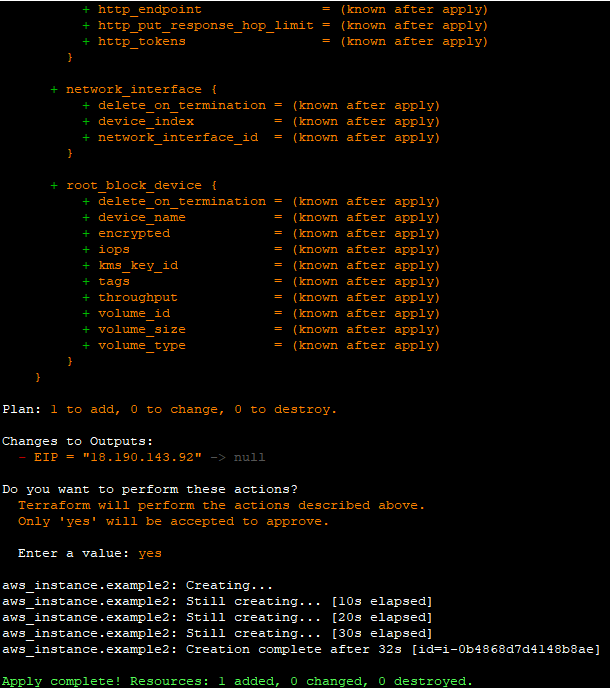 + http_endpoint               = (known after apply)
+ http_put_response_hop_limit = (known after apply)
+ http_tokens                 = (known after apply)
}
+ network_interface {
+ delete_on_termination = (known after apply)
+ device_index          = (known after apply)
+ network_interface_id  = (known after apply)
}
+ root_block_device {
+ delete_on_termination = (known after apply)
+ device_name           = (known after apply)
+ encrypted             = (known after apply)
+ iops                  = (known after apply)
+ kms_key_id            = (known after apply)
+ tags                  = (known after apply)
+ throughput            = (known after apply)
+ volume_id             = (known after apply)
+ volume_size           = (known after apply)
+ volume_type           = (known after apply)
}
}
Plan: 1 to add, 0 to change, 0 to destroy.
Changes to Outputs:
- EIP = "18.190.143.92" -> null
Do you want to perform these actions?
Terraform will perform the actions described above.
Only 'yes' will be accepted to approve.
Enter a value: yes
aws_instance.example2: Creating...
aws_instance.example2: Still creating... [10s elapsed]
aws_instance.example2: Still creating... [20s elapsed]
aws_instance.example2: Still creating... [30s elapsed]
aws_instance.example2: Creation complete after 32s [id=i-0b4868d7d4148b8ae]
Apply complete! Resources: 1 added, 0 changed, 0 destroyed.